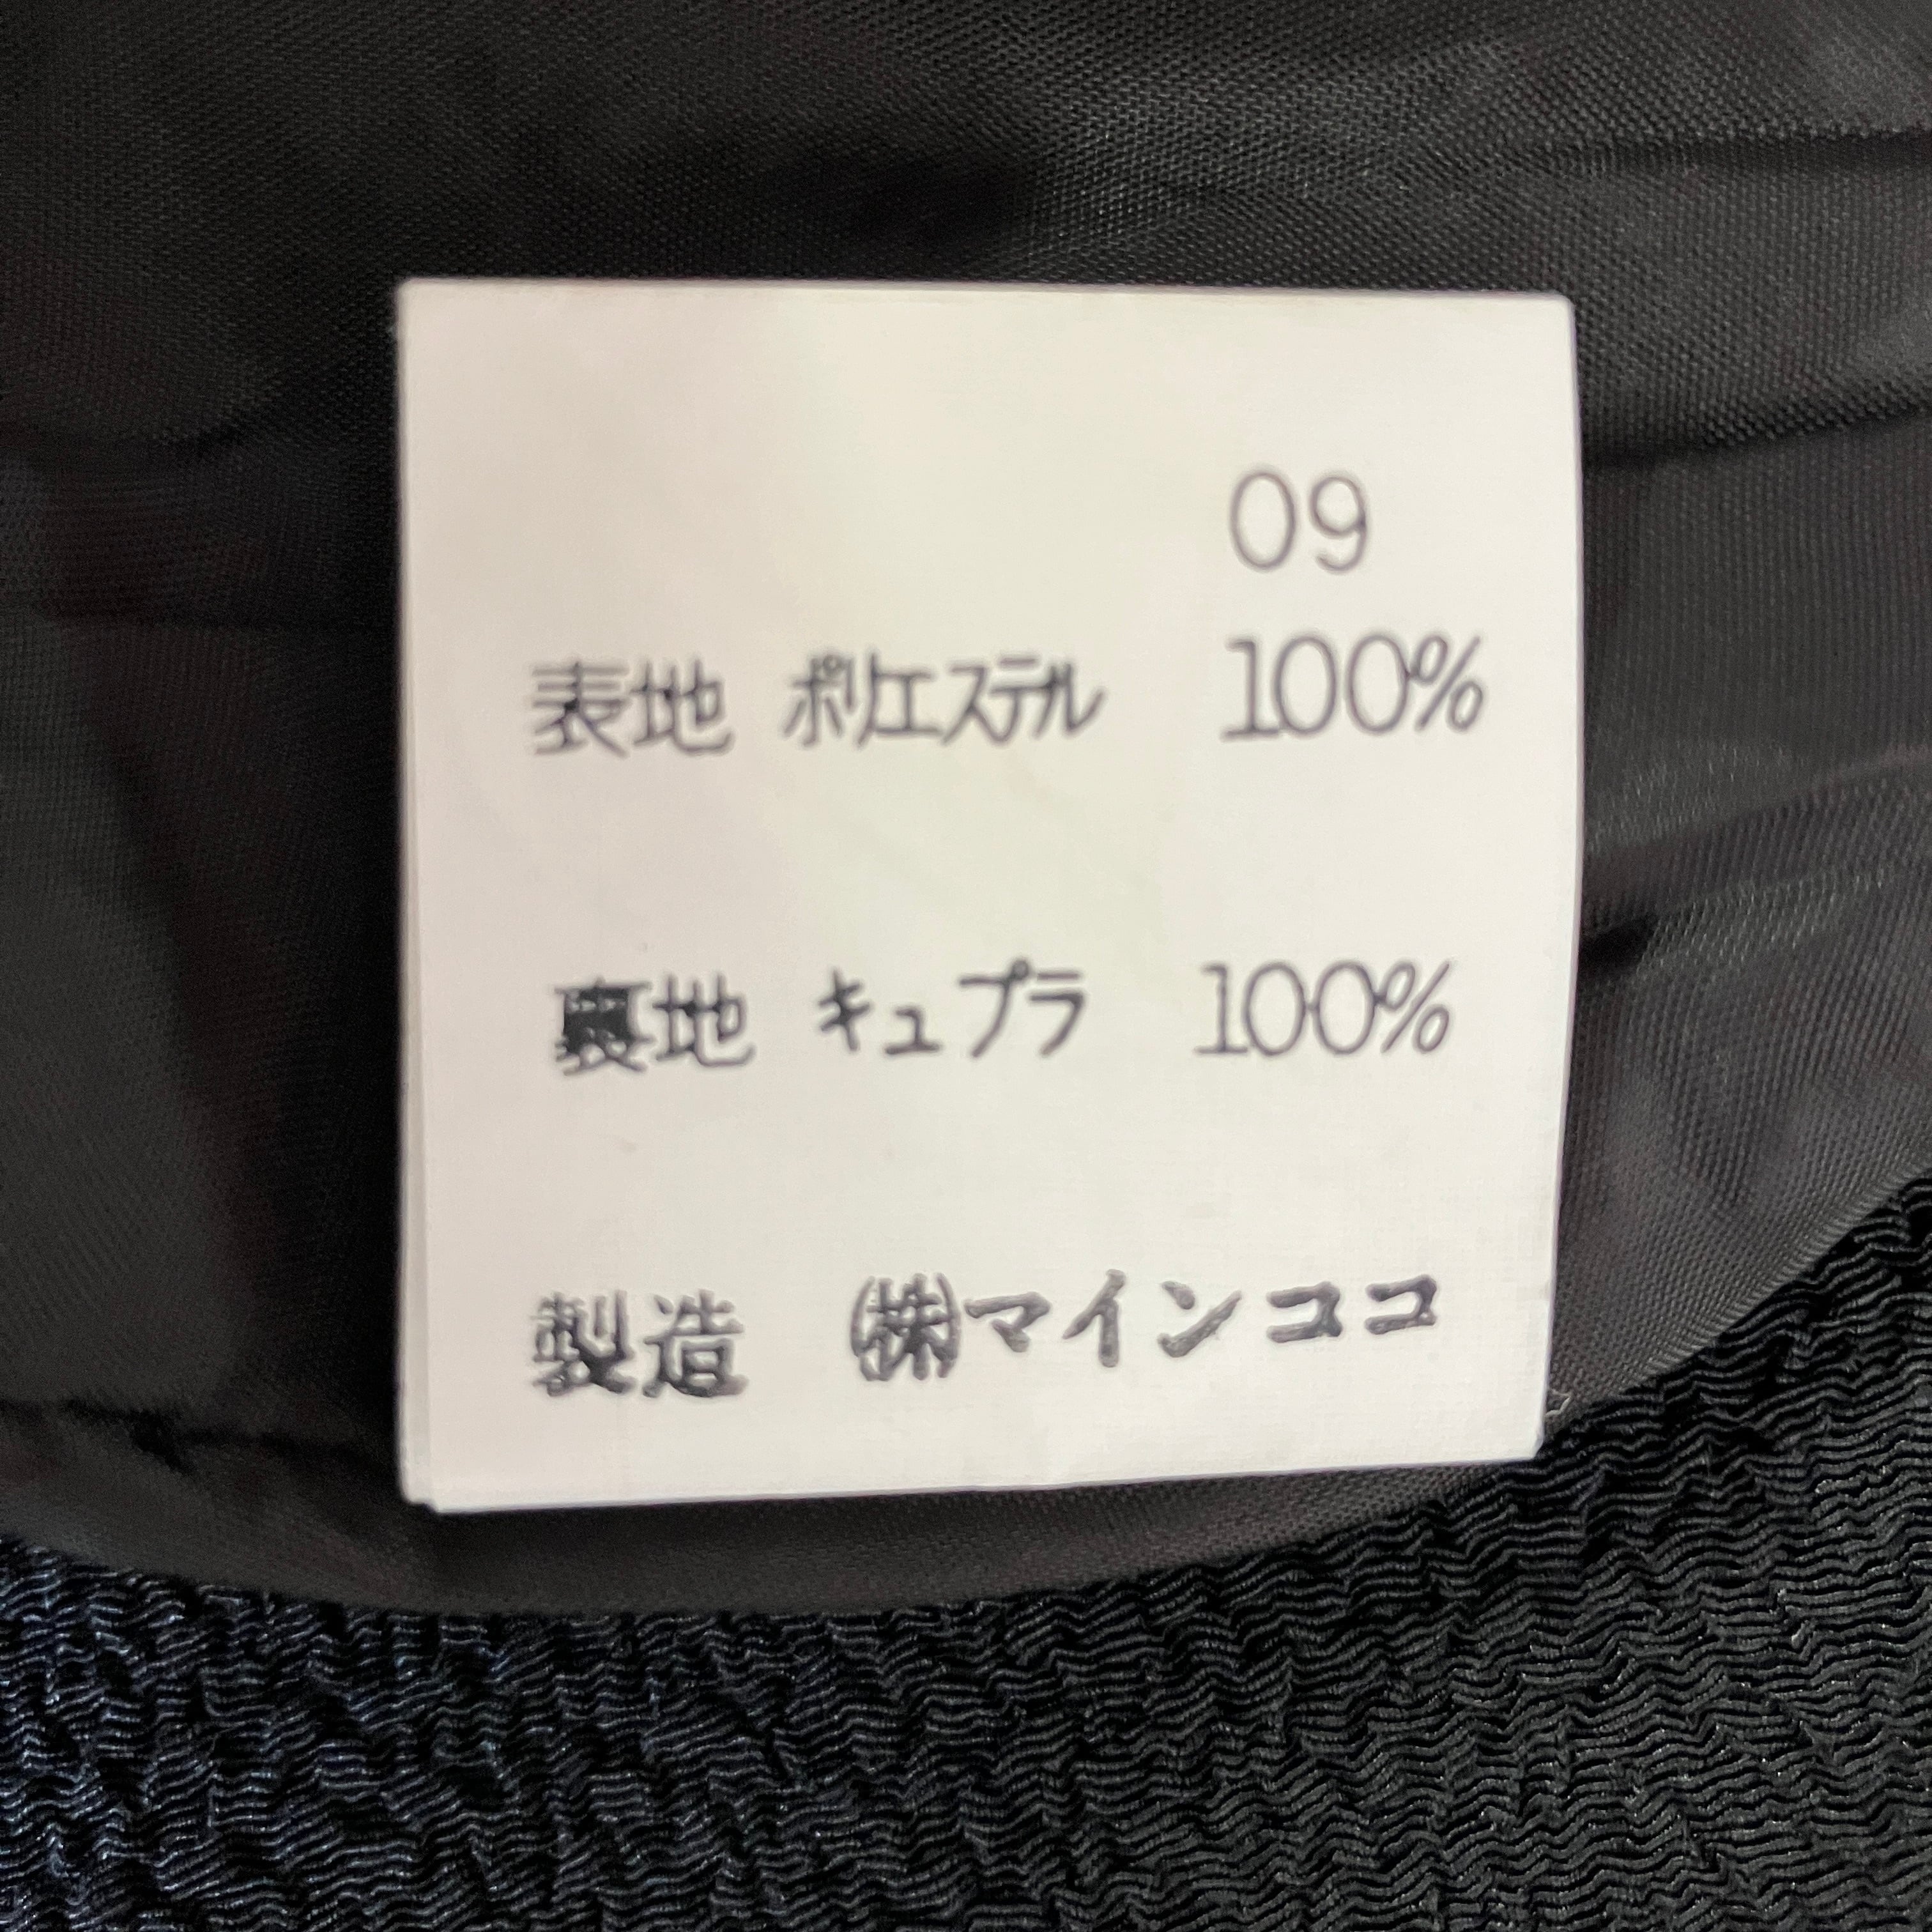 09
表地 ポリエステル 100%
裏地 キュプラ 100%
製造 ㈱マインココ